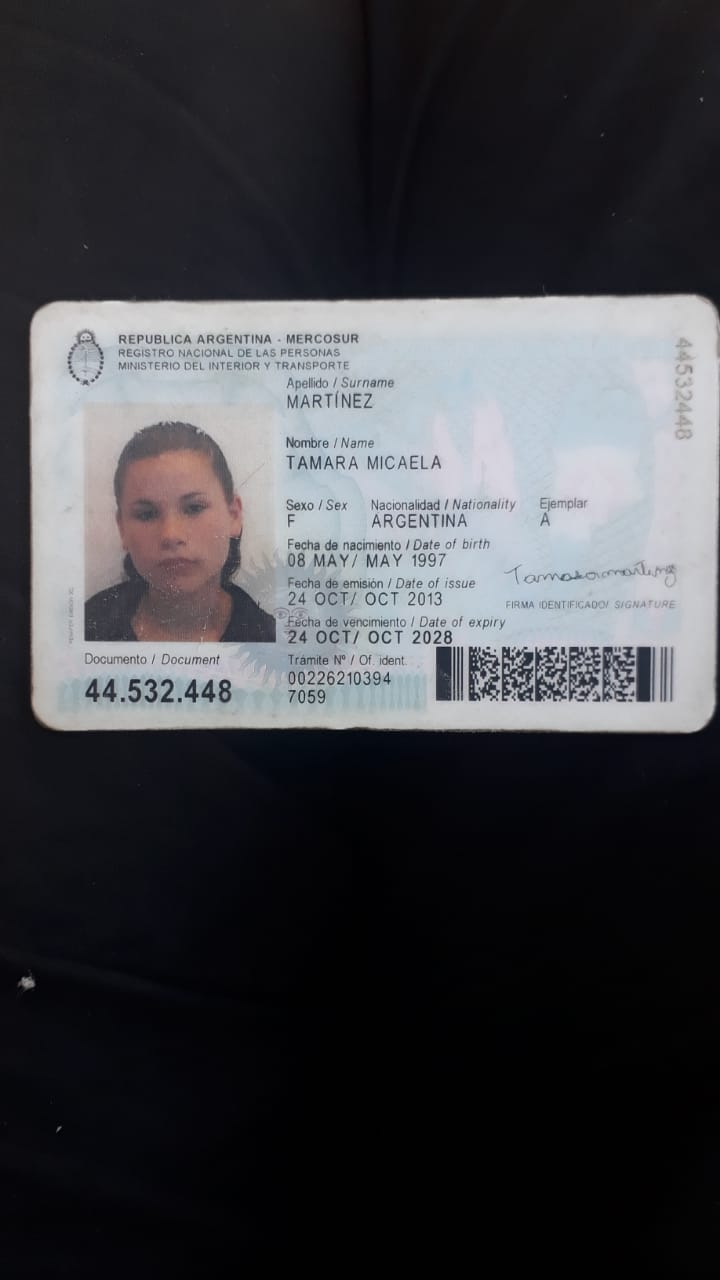 REPUBLICA ARGENTINA - MERCOSUR
REGISTRO NACIONAL DE LAS PERSONAS
MINISTERIO DEL INTERIOR Y TRANSPORTE
Apellido / Surname
MARTÍNEZ
Nombre / Name
TAMARA MICAELA
Sexo / Sex Nacionalidad / Nationality Ejemplar
F ARGENTINA A
Fecha de nacimiento / Date of birth
08 MAY/ MAY 1997
Fecha de emisión / Date of issue
24 OCT/ OCT 2013
Tamara martinez
FIRMA IDENTIFICADO/ SIGNATURE
Fecha de vencimiento / Date of expiry
24 OCT/ OCT 2028
Documento / Document
44.532.448
Trámite Nº / Of. ident.
00226210394
7059
44532448